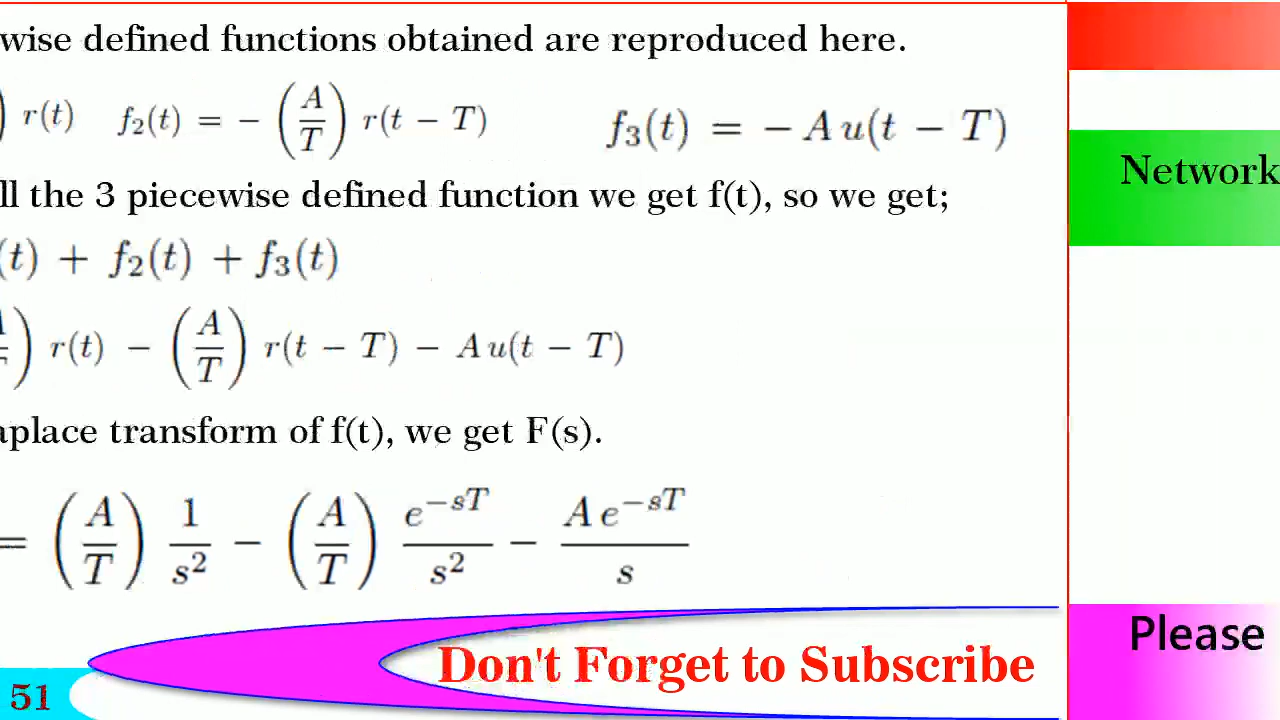 wise defined functions obtained are reproduced here.
) r(t) f₂(t) = − (A/T) r(t − T) f₃(t) = − A u(t − T)
Network
ll the 3 piecewise defined function we get f(t), so we get;
(t) + f₂(t) + f₃(t)
) r(t) − (A/T) r(t − T) − A u(t − T)
aplace transform of f(t), we get F(s).
= (A/T) 1/s² − (A/T) e^{−sT}/s² − A e^{−sT}/s
Please
Don't Forget to Subscribe
51